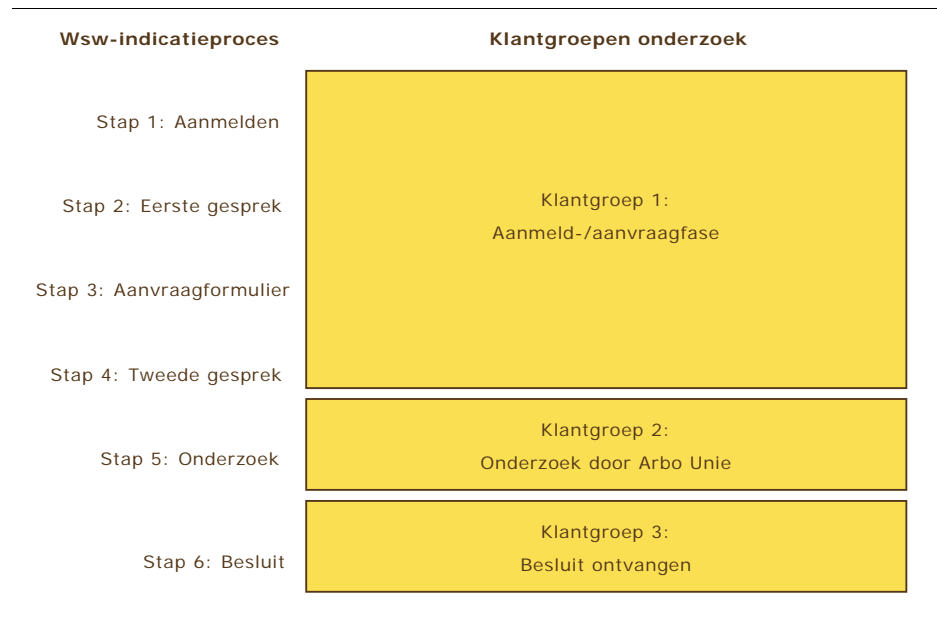 Wsw-indicatieproces
Klantgroepen onderzoek
Stap 1: Aanmelden
Stap 2: Eerste gesprek
Stap 3: Aanvraagformulier
Stap 4: Tweede gesprek
Klantgroep 1:
Aanmeld-/aanvraagfase
Stap 5: Onderzoek
Klantgroep 2:
Onderzoek door Arbo Unie
Stap 6: Besluit
Klantgroep 3:
Besluit ontvangen